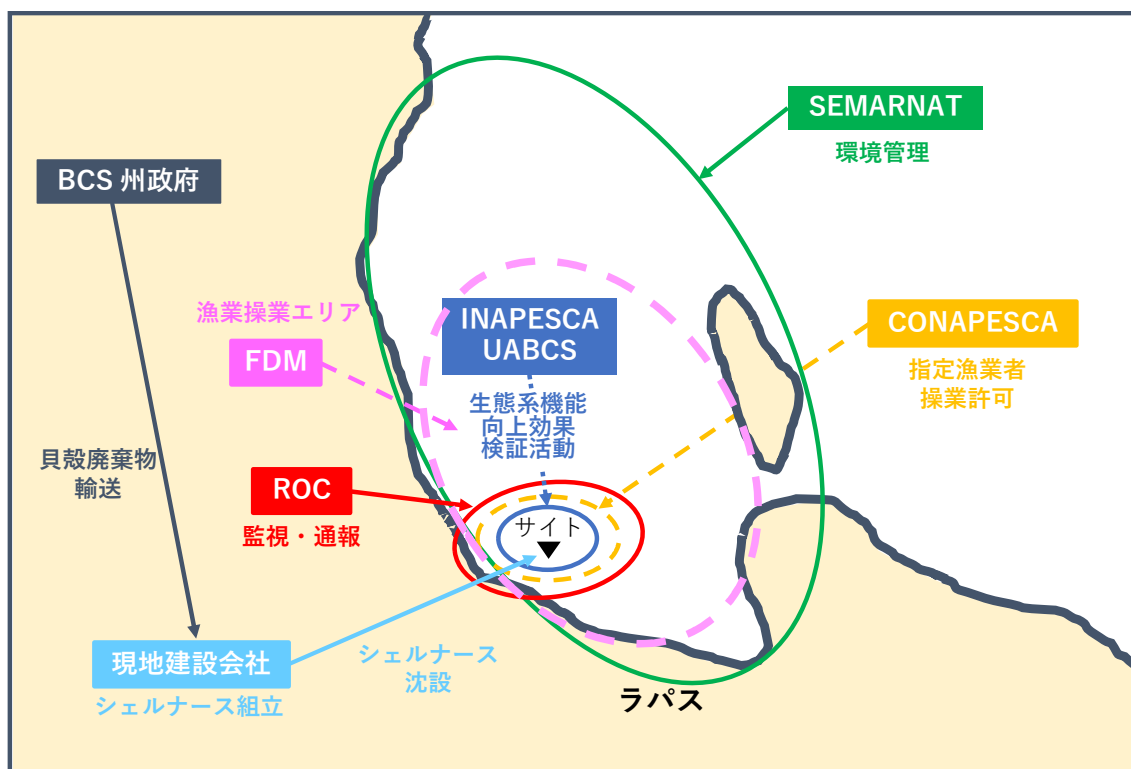 SEMARNAT
環境管理
BCS 州政府
漁業操業エリア
FDM
INAPESCA
UABCS
生態系機能
向上効果
検証活動
CONAPESCA
指定漁業者
操業許可
貝殻廃棄物
輸送
ROC
監視・通報
サイト
現地建設会社
シェルナース組立
シェルナース
沈設
ラパス